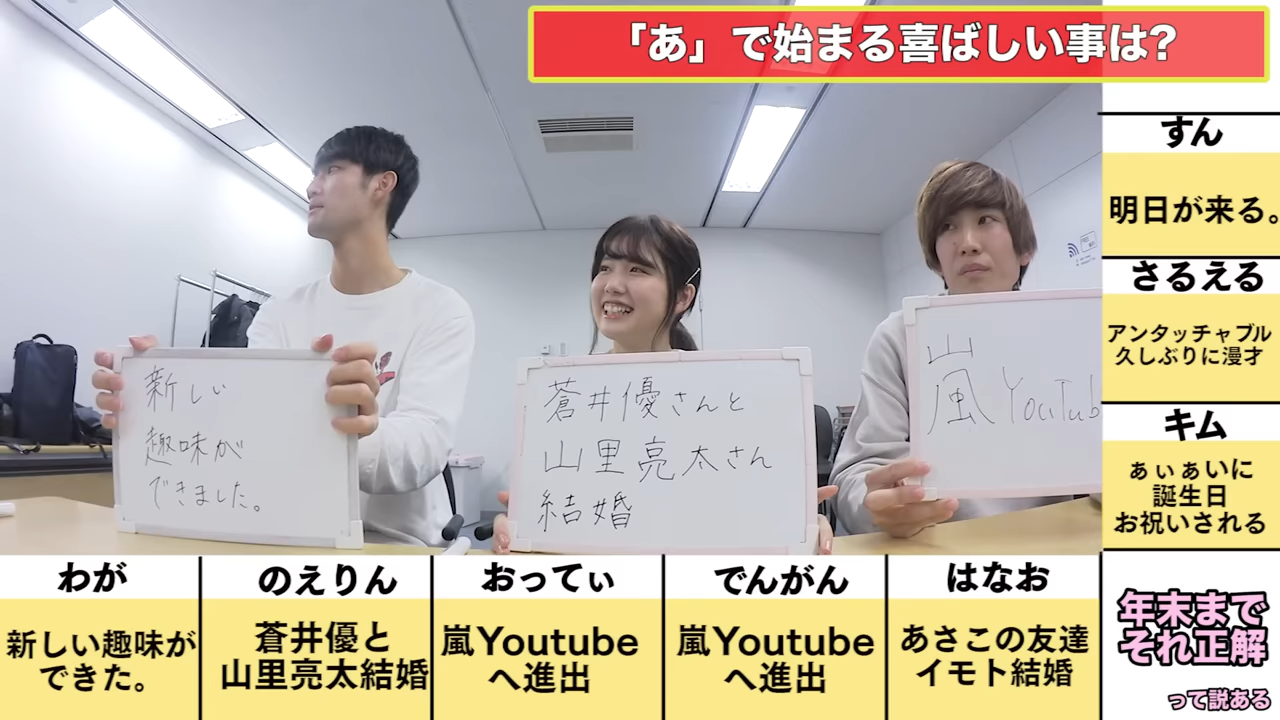 「あ」で始まる喜ばしい事は?
すん
明日が来る。
さるえる
アンタッチャブル
久しぶりに漫才
キム
ぁぃぁいに
誕生日
お祝いされる
新しい
趣味が
できました。
蒼井優さんと
山里亮太さん
結婚
嵐YouTub
わが
新しい趣味が
できた。
のえりん
蒼井優と
山里亮太結婚
おってぃ
嵐Youtube
へ進出
でんがん
嵐Youtube
へ進出
はなお
あさこの友達
イモト結婚
年末まで
それ正解
って説ある